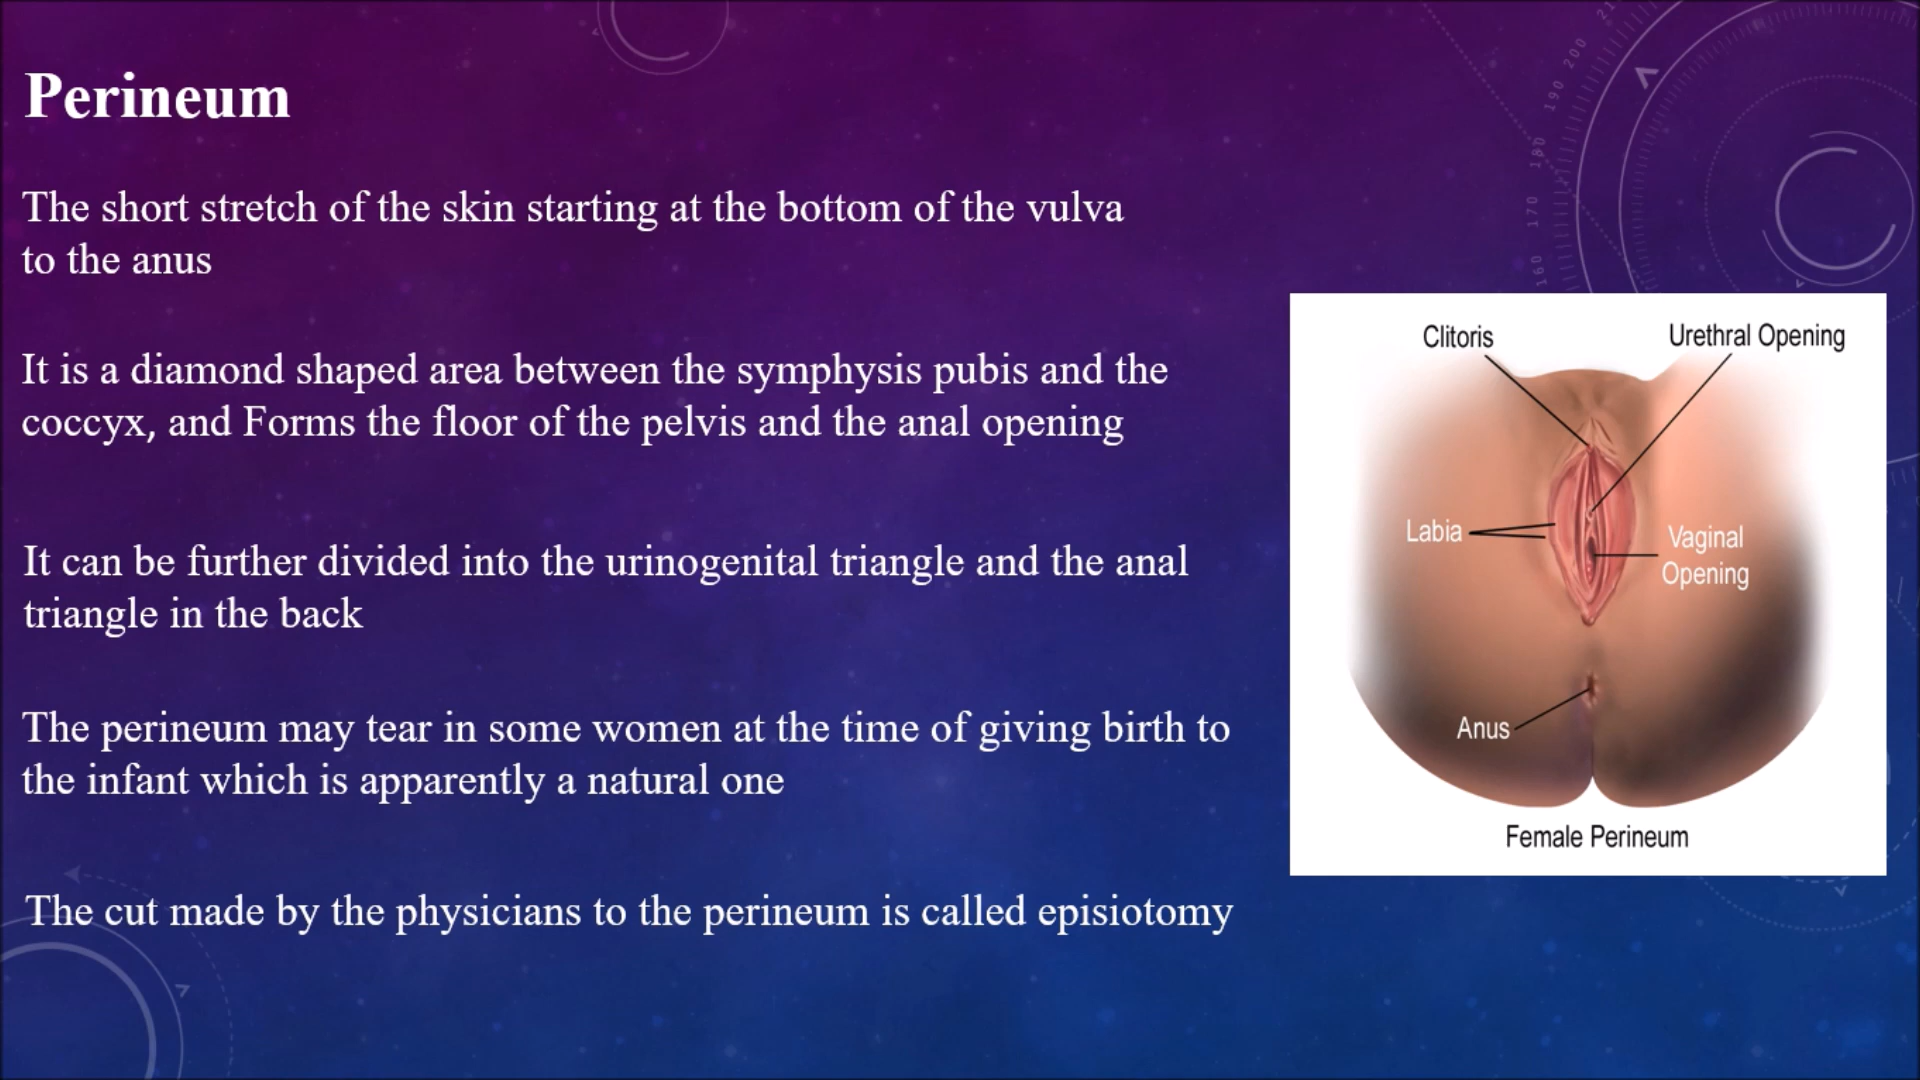 Perineum
The short stretch of the skin starting at the bottom of the vulva
to the anus
It is a diamond shaped area between the symphysis pubis and the
coccyx, and Forms the floor of the pelvis and the anal opening
It can be further divided into the urinogenital triangle and the anal
triangle in the back
The perineum may tear in some women at the time of giving birth to
the infant which is apparently a natural one
The cut made by the physicians to the perineum is called episiotomy
Clitoris
Urethral Opening
Labia
Vaginal
Opening
Anus
Female Perineum
160
170
180
190
200